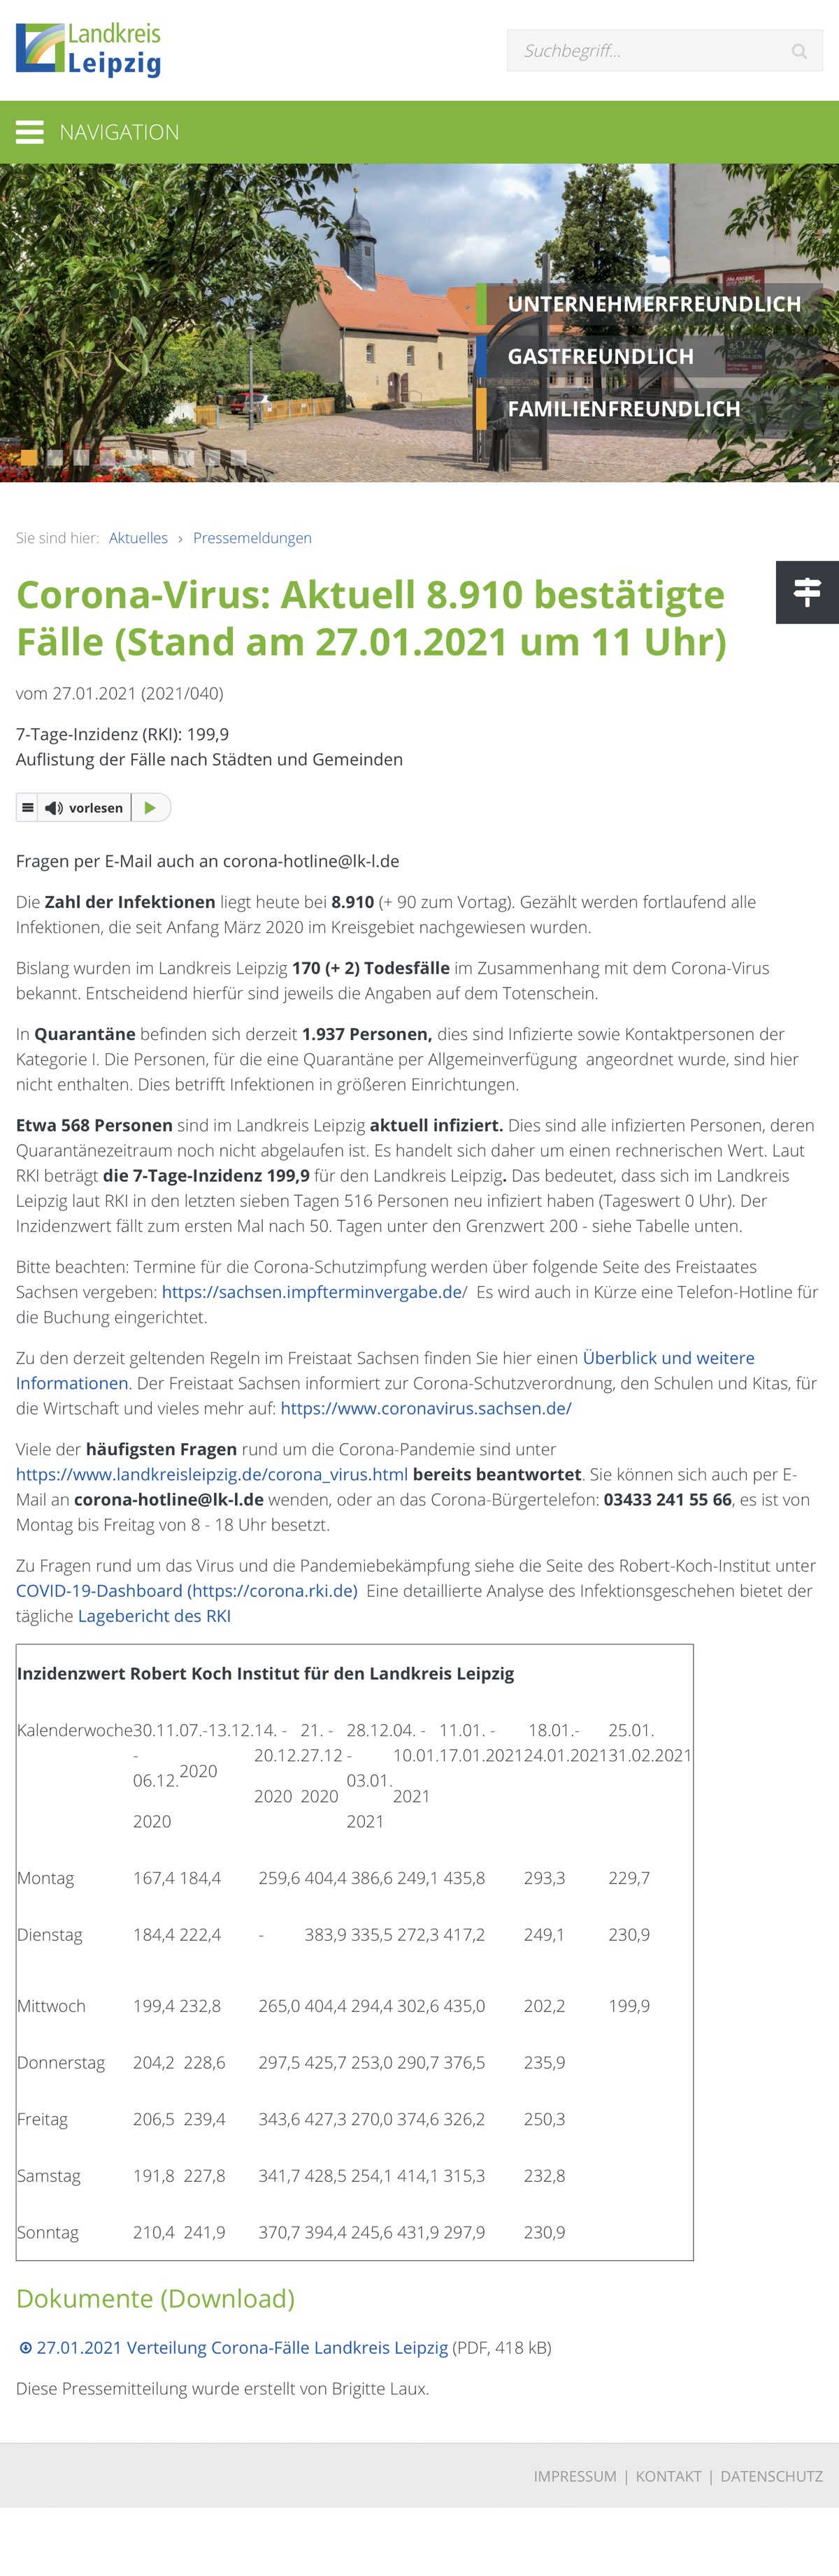 Landkreis
Leipzig
Suchbegriff...
NAVIGATION
UNTERNEHMERFREUNDLICH
GASTFREUNDLICH
FAMILIENFREUNDLICH
Sie sind hier: Aktuelles › Pressemeldungen
Corona-Virus: Aktuell 8.910 bestätigte
Fälle (Stand am 27.01.2021 um 11 Uhr)
vom 27.01.2021 (2021/040)
7-Tage-Inzidenz (RKI): 199,9
Auflistung der Fälle nach Städten und Gemeinden
vorlesen
Fragen per E-Mail auch an corona-hotline@lk-l.de
Die Zahl der Infektionen liegt heute bei 8.910 (+ 90 zum Vortag). Gezählt werden fortlaufend alle
Infektionen, die seit Anfang März 2020 im Kreisgebiet nachgewiesen wurden.
Bislang wurden im Landkreis Leipzig 170 (+ 2) Todesfälle im Zusammenhang mit dem Corona-Virus
bekannt. Entscheidend hierfür sind jeweils die Angaben auf dem Totenschein.
In Quarantäne befinden sich derzeit 1.937 Personen, dies sind Infizierte sowie Kontaktpersonen der
Kategorie I. Die Personen, für die eine Quarantäne per Allgemeinverfügung  angeordnet wurde, sind hier
nicht enthalten. Dies betrifft Infektionen in größeren Einrichtungen.
Etwa 568 Personen sind im Landkreis Leipzig aktuell infiziert. Dies sind alle infizierten Personen, deren
Quarantänezeitraum noch nicht abgelaufen ist. Es handelt sich daher um einen rechnerischen Wert. Laut
RKI beträgt die 7-Tage-Inzidenz 199,9 für den Landkreis Leipzig. Das bedeutet, dass sich im Landkreis
Leipzig laut RKI in den letzten sieben Tagen 516 Personen neu infiziert haben (Tageswert 0 Uhr). Der
Inzidenzwert fällt zum ersten Mal nach 50. Tagen unter den Grenzwert 200 - siehe Tabelle unten.
Bitte beachten: Termine für die Corona-Schutzimpfung werden über folgende Seite des Freistaates
Sachsen vergeben: https://sachsen.impfterminvergabe.de/  Es wird auch in Kürze eine Telefon-Hotline für
die Buchung eingerichtet.
Zu den derzeit geltenden Regeln im Freistaat Sachsen finden Sie hier einen Überblick und weitere
Informationen. Der Freistaat Sachsen informiert zur Corona-Schutzverordnung, den Schulen und Kitas, für
die Wirtschaft und vieles mehr auf: https://www.coronavirus.sachsen.de/
Viele der häufigsten Fragen rund um die Corona-Pandemie sind unter
https://www.landkreisleipzig.de/corona_virus.html bereits beantwortet. Sie können sich auch per E-
Mail an corona-hotline@lk-l.de wenden, oder an das Corona-Bürgertelefon: 03433 241 55 66, es ist von
Montag bis Freitag von 8 - 18 Uhr besetzt.
Zu Fragen rund um das Virus und die Pandemiebekämpfung siehe die Seite des Robert-Koch-Institut unter
COVID-19-Dashboard (https://corona.rki.de)  Eine detaillierte Analyse des Infektionsgeschehen bietet der
tägliche Lagebericht des RKI
Inzidenzwert Robert Koch Institut für den Landkreis Leipzig
Kalenderwoche 30.11. 07.-13.12. 14. - 21. - 28.12. 04. - 11.01. - 18.01.- 25.01.
- 20.12. 27.12 - 10.01. 17.01.2021 24.01.2021 31.02.2021
06.12. 2020 03.01.
2020 2020 2021
2020 2021
Montag 167,4 184,4 259,6 404,4 386,6 249,1 435,8 293,3 229,7
Dienstag 184,4 222,4 - 383,9 335,5 272,3 417,2 249,1 230,9
Mittwoch 199,4 232,8 265,0 404,4 294,4 302,6 435,0 202,2 199,9
Donnerstag 204,2 228,6 297,5 425,7 253,0 290,7 376,5 235,9
Freitag 206,5 239,4 343,6 427,3 270,0 374,6 326,2 250,3
Samstag 191,8 227,8 341,7 428,5 254,1 414,1 315,3 232,8
Sonntag 210,4 241,9 370,7 394,4 245,6 431,9 297,9 230,9
Dokumente (Download)
27.01.2021 Verteilung Corona-Fälle Landkreis Leipzig (PDF, 418 kB)
Diese Pressemitteilung wurde erstellt von Brigitte Laux.
IMPRESSUM | KONTAKT | DATENSCHUTZ